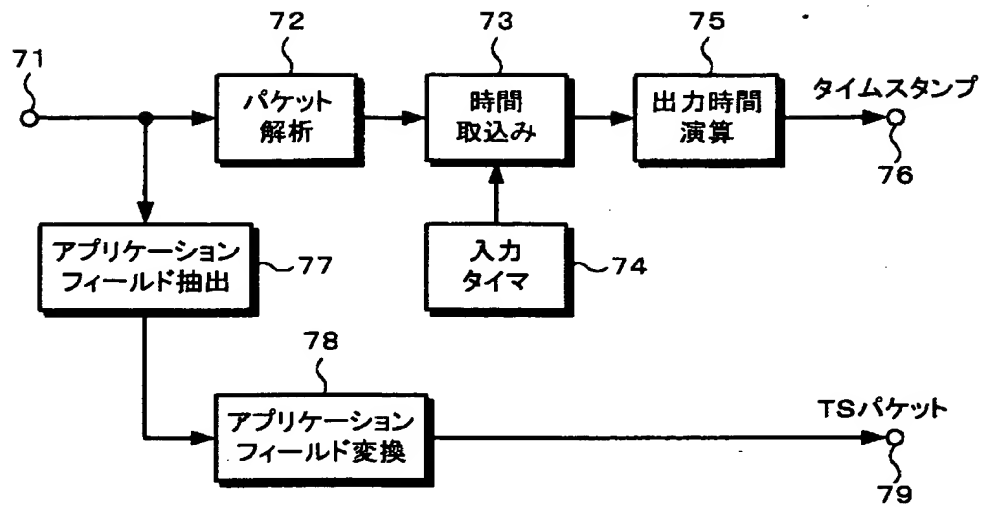 71
72
パケット
解析
73
時間
取込み
75
出力時間
演算
タイムスタンプ
76
アプリケーション
フィールド抽出
77
入力
タイマ
74
78
アプリケーション
フィールド変換
TSパケット
79